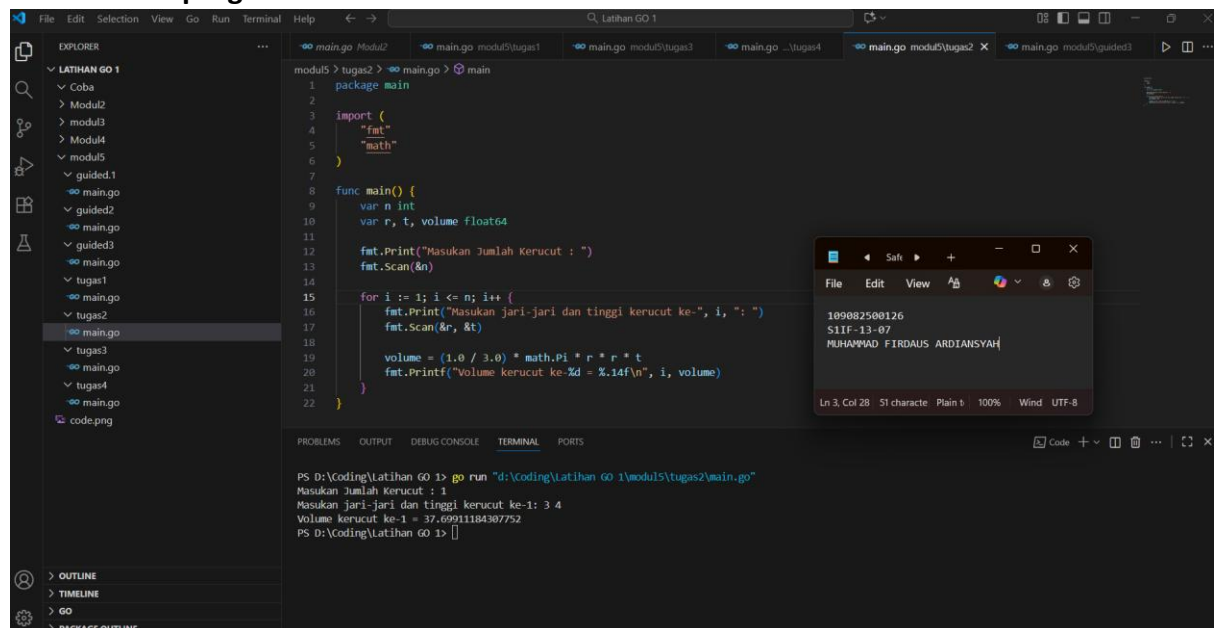 File Edit Selection View Go Run Terminal Help
Latihan GO 1
EXPLORER
LATIHAN GO 1
Coba
Modul2
modul3
Modul4
modul5
guided.1
main.go
guided2
main.go
guided3
main.go
tugas1
main.go
tugas2
main.go
tugas3
main.go
tugas4
main.go
code.png
OUTLINE
TIMELINE
GO
PACKAGE OUTLINE
main.go Modul2 main.go modul5\tugas1 main.go modul5\tugas3 main.go ...\tugas4 main.go modul5\tugas2 main.go modul5\guided3
modul5 > tugas2 > main.go > main
1 package main
2
3 import (
4 "fmt"
5 "math"
6 )
7
8 func main() {
9 var n int
10 var r, t, volume float64
11
12 fmt.Print("Masukan Jumlah Kerucut : ")
13 fmt.Scan(&n)
14
15 for i := 1; i <= n; i++ {
16 fmt.Print("Masukan jari-jari dan tinggi kerucut ke-", i, ": ")
17 fmt.Scan(&r, &t)
18
19 volume = (1.0 / 3.0) * math.Pi * r * r * t
20 fmt.Printf("Volume kerucut ke-%d = %.14f\n", i, volume)
21 }
22 }
Safe
File Edit View
109082500126
S1IF-13-07
MUHAMMAD FIRDAUS ARDIANSYAH
Ln 3, Col 28 51 characte Plain t 100% Wind UTF-8
PROBLEMS OUTPUT DEBUG CONSOLE TERMINAL PORTS
Code
PS D:\Coding\Latihan GO 1> go run "d:\Coding\Latihan GO 1\modul5\tugas2\main.go"
Masukan Jumlah Kerucut : 1
Masukan jari-jari dan tinggi kerucut ke-1: 3 4
Volume kerucut ke-1 = 37.69911184307752
PS D:\Coding\Latihan GO 1>